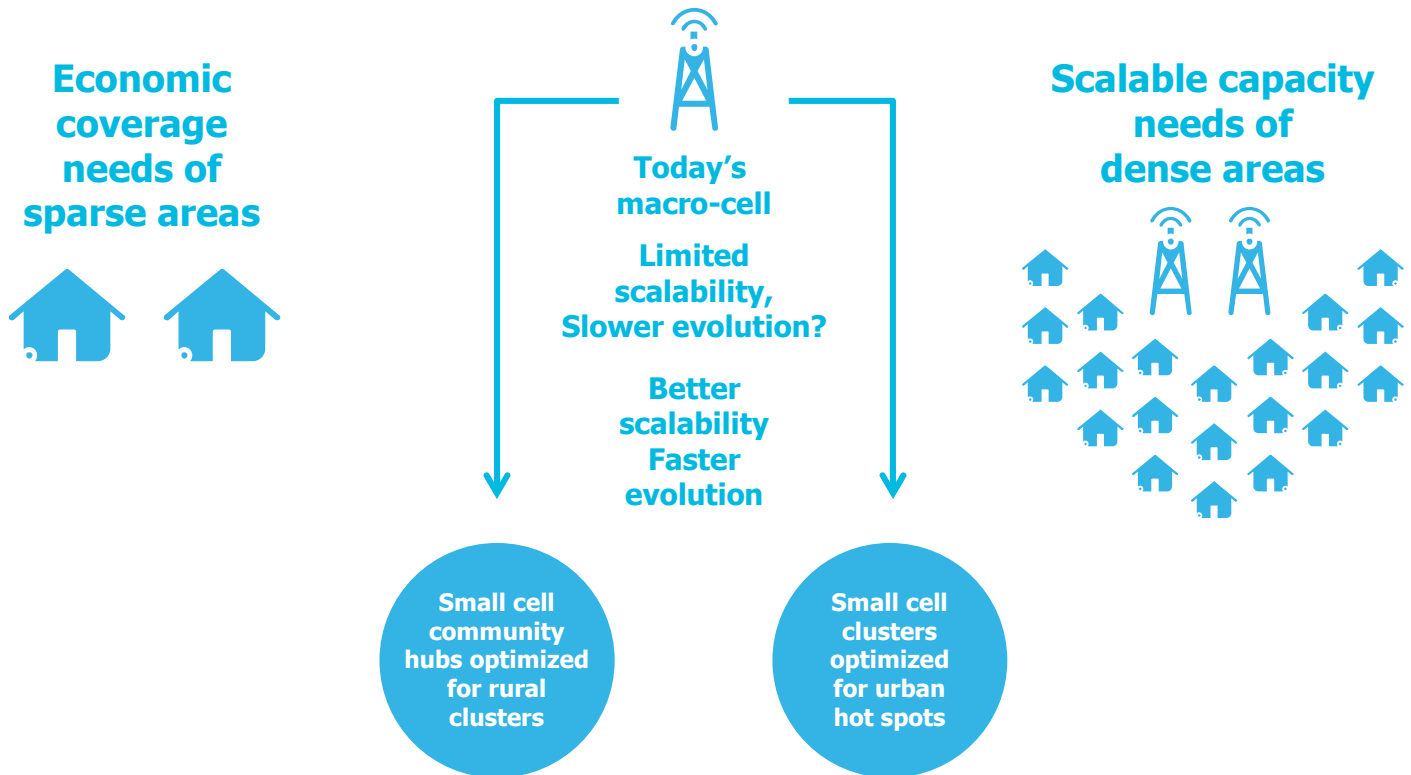 Economic
coverage
needs of
sparse areas
Today’s
macro-cell
Limited
scalability,
Slower evolution?
Better
scalability
Faster
evolution
Scalable capacity
needs of
dense areas
Small cell
community
hubs optimized
for rural
clusters
Small cell
clusters
optimized
for urban
hot spots